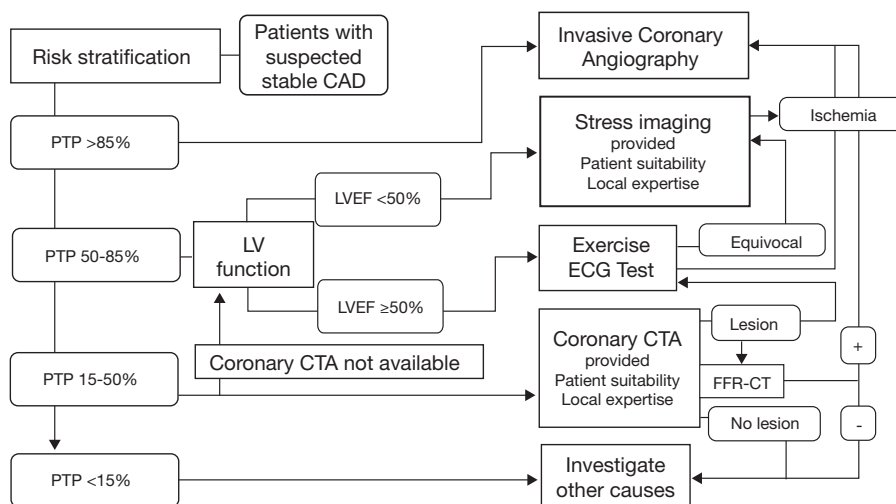 Risk stratification
Patients with
suspected
stable CAD
Invasive Coronary
Angiography
PTP >85%
Stress imaging
provided
Patient suitability
Local expertise
Ischemia
LVEF <50%
PTP 50-85%
LV
function
Exercise
ECG Test
Equivocal
LVEF ≥50%
Coronary CTA not available
PTP 15-50%
Coronary CTA
provided
Patient suitability
Local expertise
Lesion
FFR-CT
No lesion
+
-
PTP <15%
Investigate
other causes